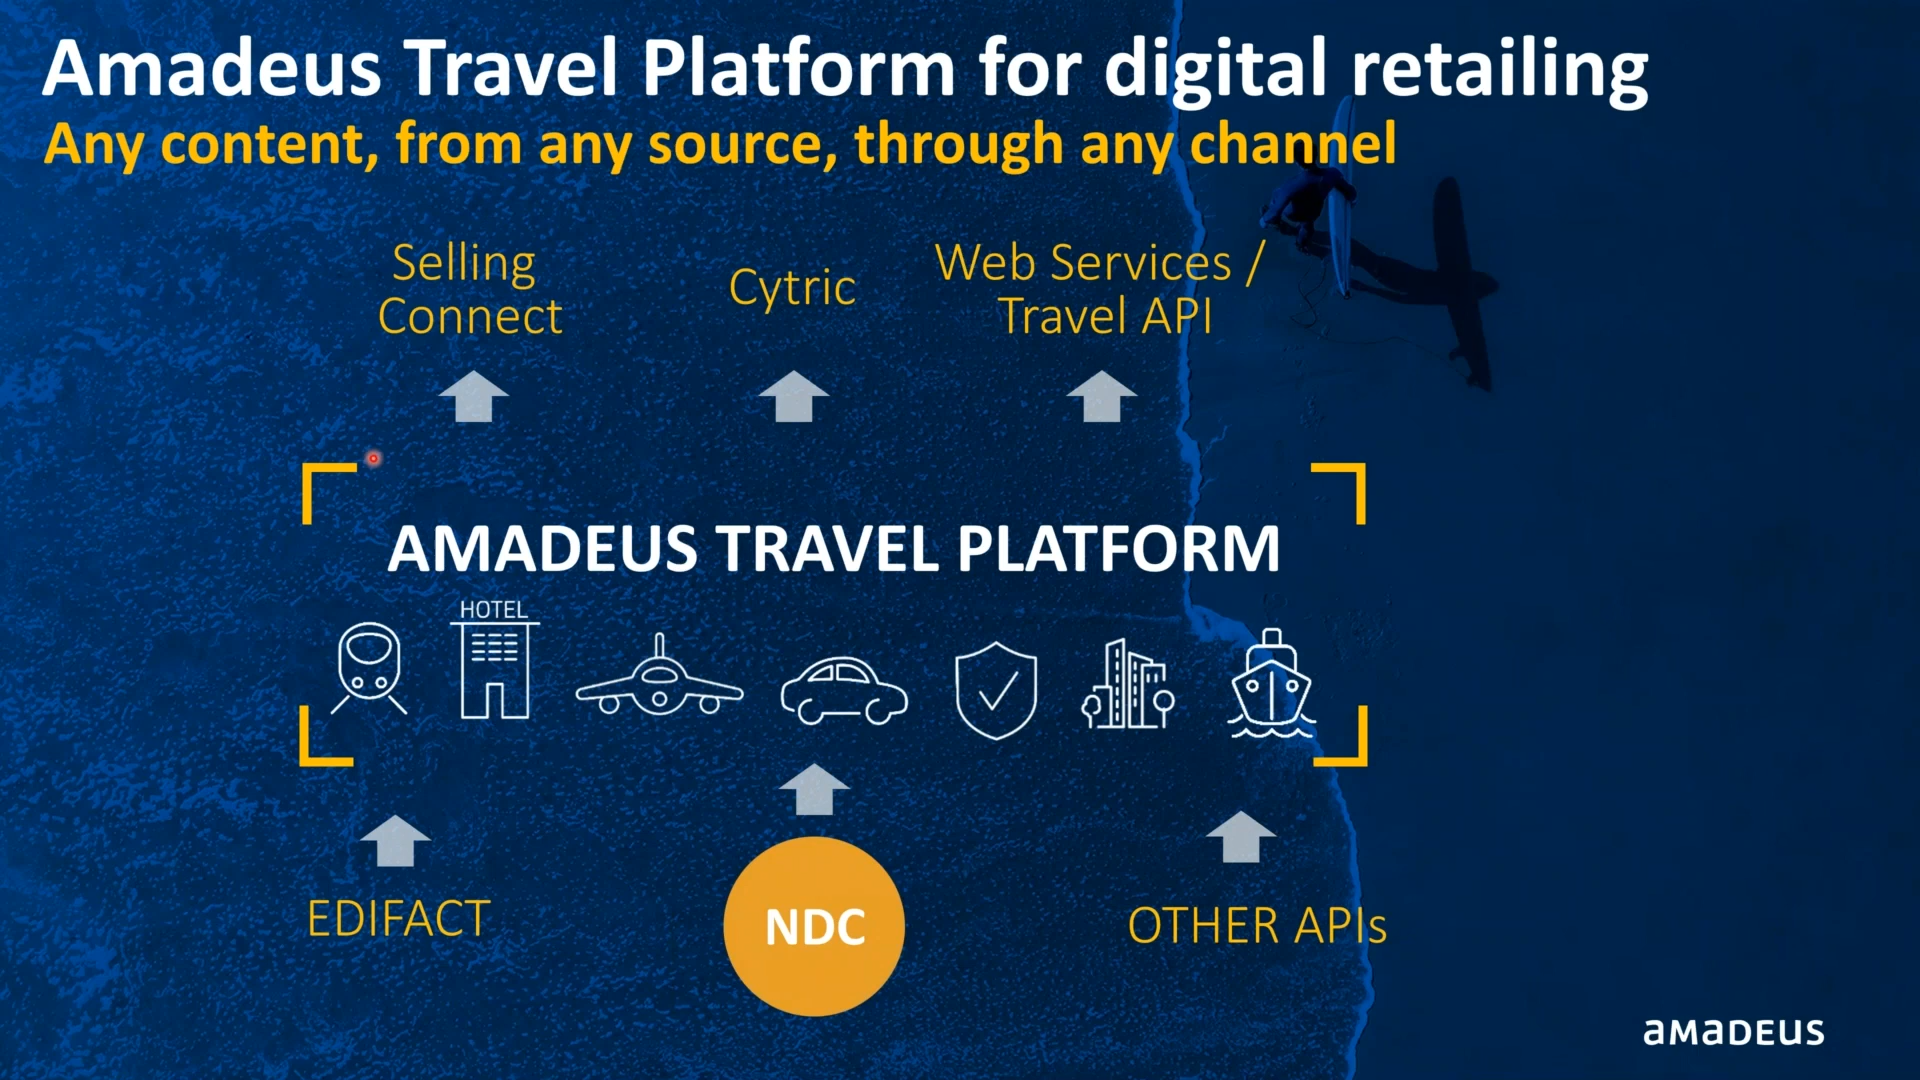 Amadeus Travel Platform for digital retailing
Any content, from any source, through any channel
Selling
Connect
Cytric
Web Services /
Travel API
AMADEUS TRAVEL PLATFORM
HOTEL
EDIFACT
NDC
OTHER APIs
aMaDEUS